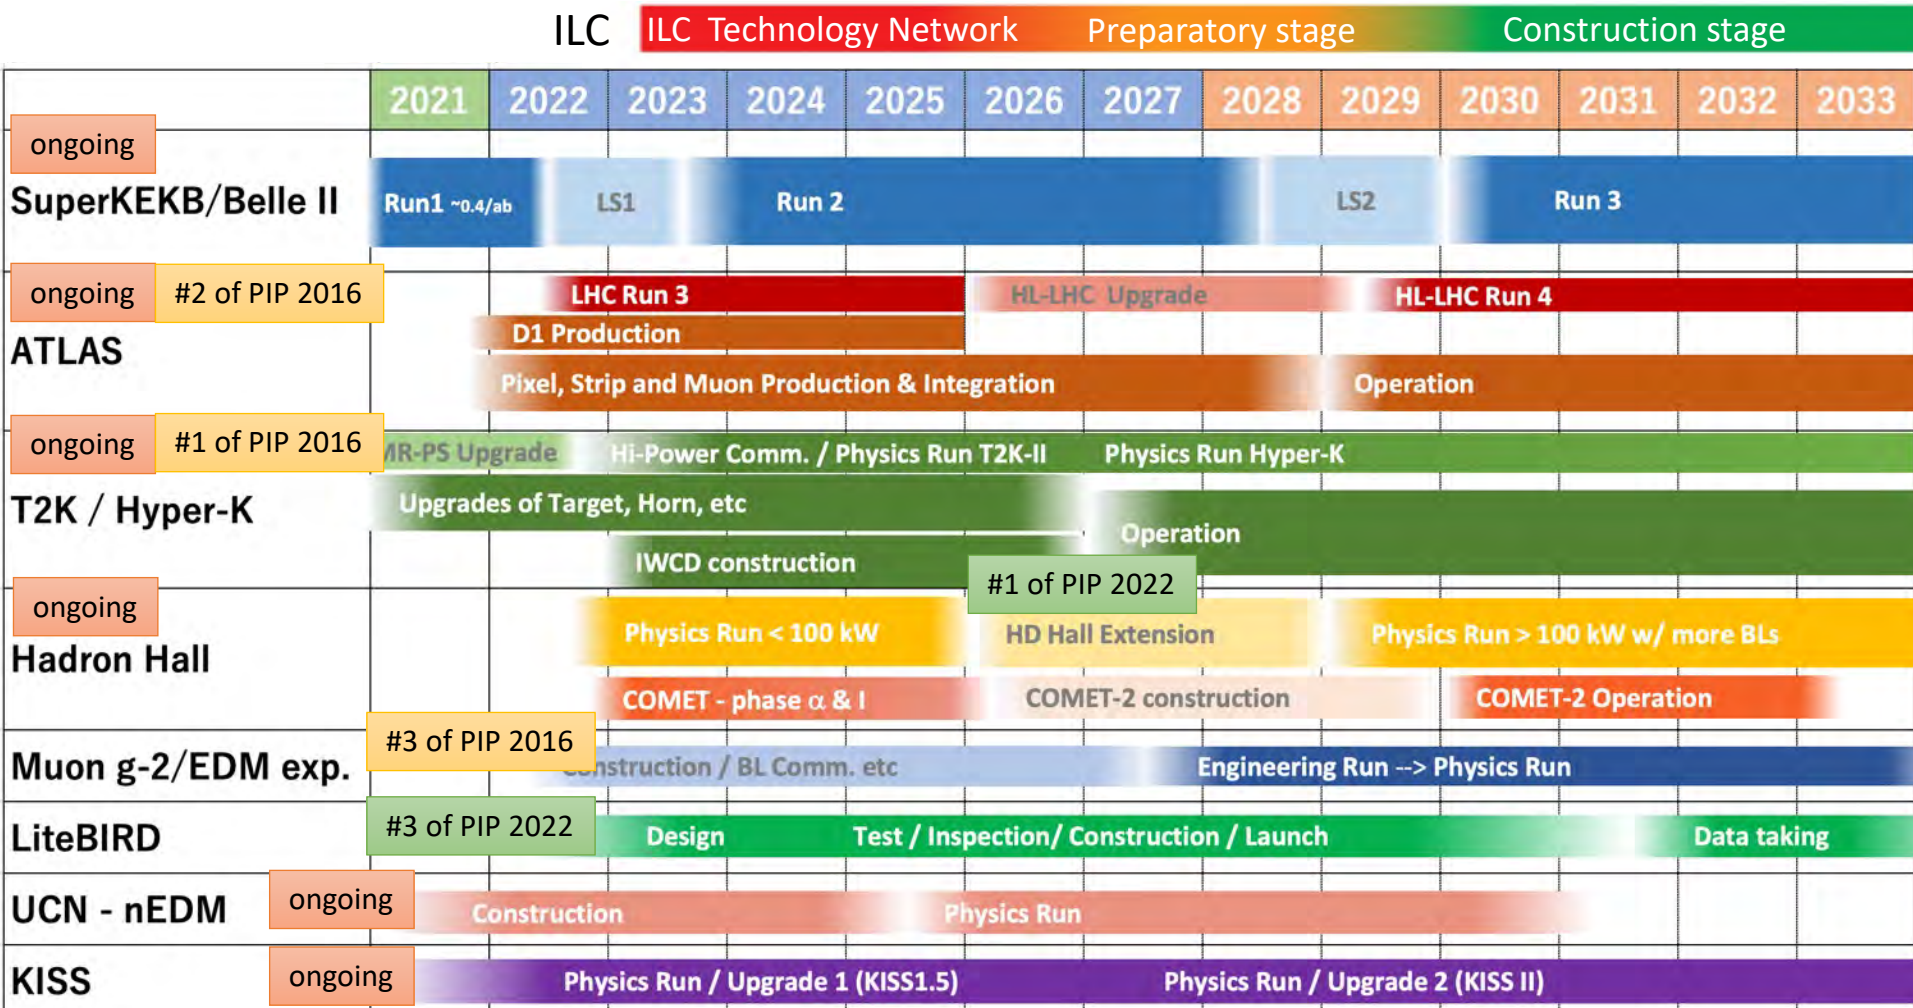 ILC ILC Technology Network Preparatory stage Construction stage
2021 2022 2023 2024 2025 2026 2027 2028 2029 2030 2031 2032 2033
ongoing
SuperKEKB/Belle II Run1 ~0.4/ab LS1 Run 2 LS2 Run 3
ongoing #2 of PIP 2016 LHC Run 3 HL-LHC Upgrade HL-LHC Run 4
ATLAS D1 Production
Pixel, Strip and Muon Production & Integration Operation
ongoing #1 of PIP 2016 MR-PS Upgrade Hi-Power Comm. / Physics Run T2K-II Physics Run Hyper-K
T2K / Hyper-K Upgrades of Target, Horn, etc
Operation
IWCD construction
#1 of PIP 2022
ongoing
Hadron Hall Physics Run < 100 kW HD Hall Extension Physics Run > 100 kW w/ more BLs
COMET - phase α & I COMET-2 construction COMET-2 Operation
#3 of PIP 2016
Muon g-2/EDM exp. Construction / BL Comm. etc Engineering Run --> Physics Run
#3 of PIP 2022
LiteBIRD Design Test / Inspection/ Construction / Launch Data taking
UCN - nEDM ongoing Construction Physics Run
KISS ongoing Physics Run / Upgrade 1 (KISS1.5) Physics Run / Upgrade 2 (KISS II)